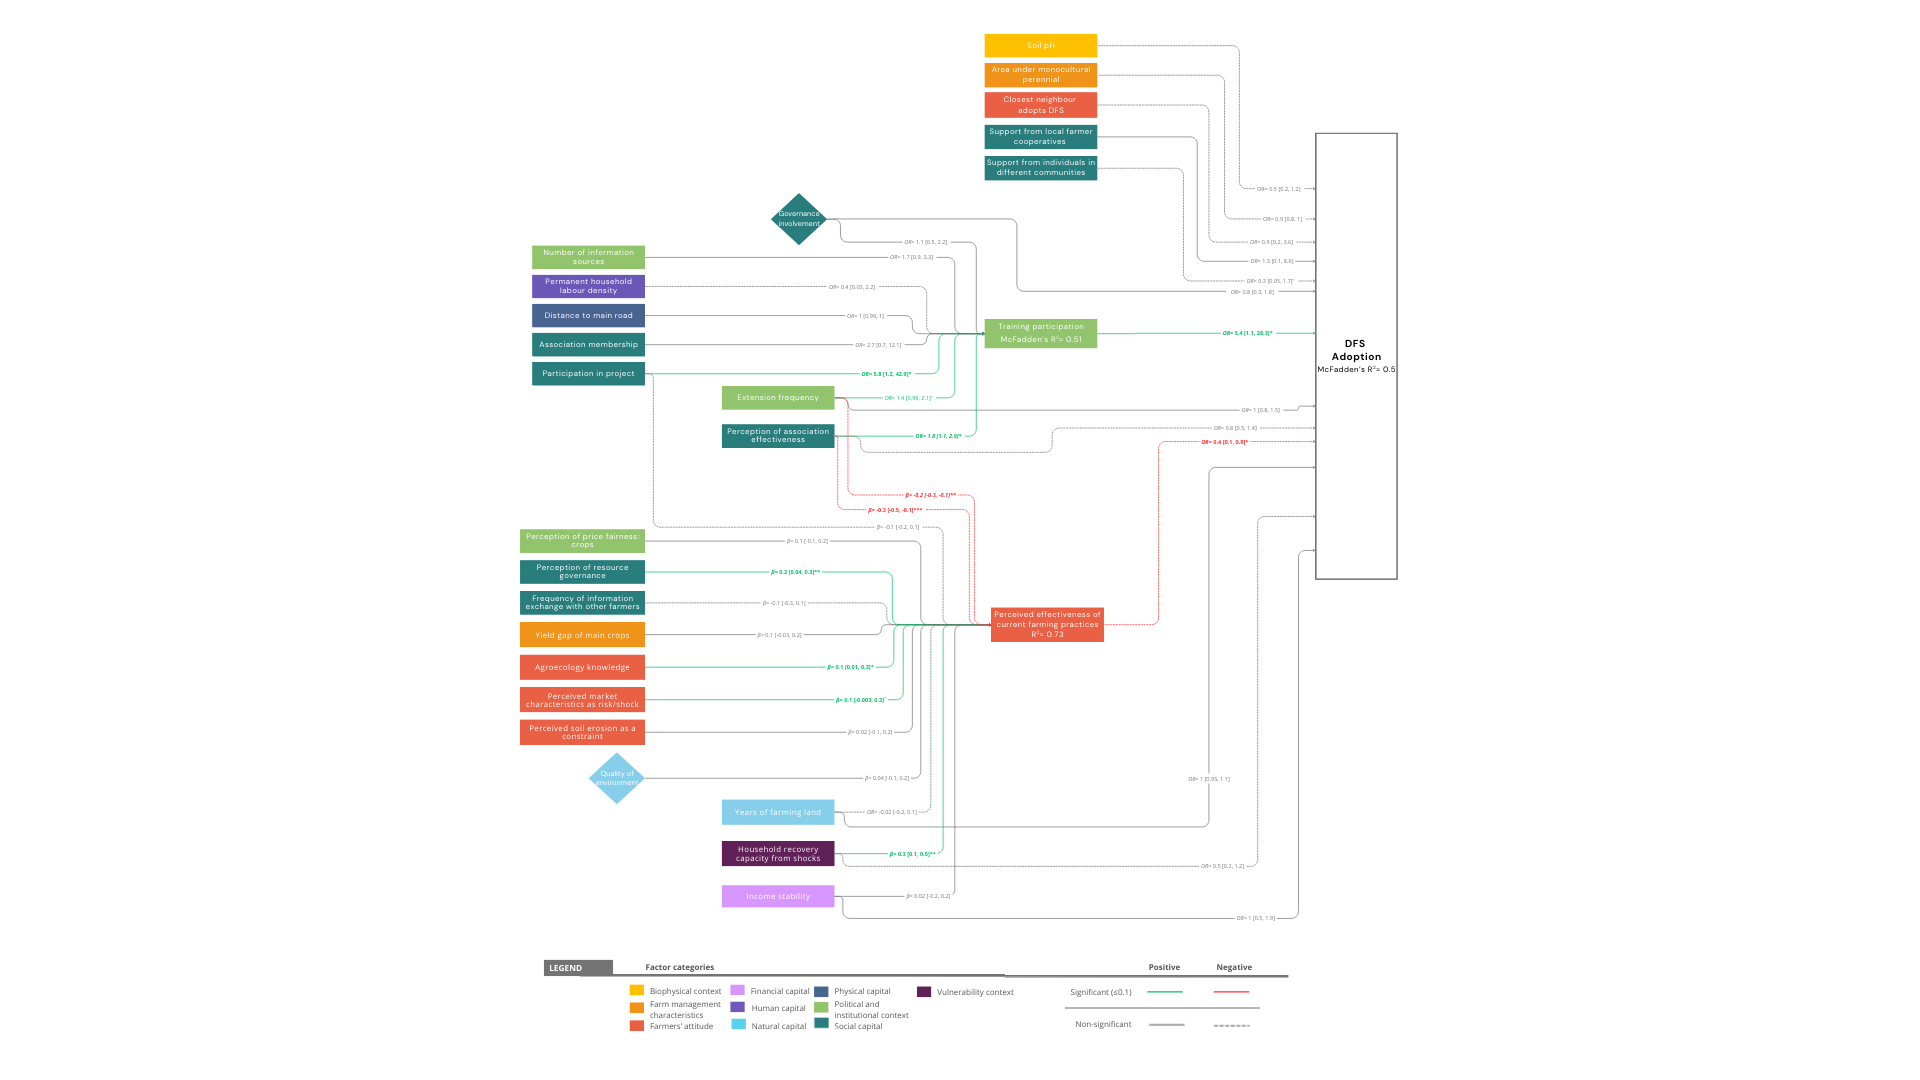 Soil pH
Area under monocultural
perennial
Closest neighbour
adopts DFS
Support from local farmer
cooperatives
Support from individuals in
different communities
OR= 0.5 [0.2, 1.2]
OR= 0.9 [0.8, 1]
OR= 0.9 [0.2, 3.6]
OR= 1.3 [0.1, 8.6]
OR= 0.3 [0.05, 1.7]
OR= 0.8 [0.3, 1.8]
Governance
involvement
OR= 1.1 [0.5, 2.2]
Number of information
sources
OR= 1.7 [0.9, 3.3]
Permanent household
labour density
OR= 0.4 [0.03, 2.2]
Distance to main road
OR= 1 [0.99, 1]
Association membership
OR= 2.7 [0.7, 12.1]
Participation in project
OR= 5.8 [1.2, 42.9]*
Training participation
McFadden's R²= 0.51
OR= 5.4 [1.1, 28.3]*
DFS
Adoption
McFadden's R²= 0.5
Extension frequency
OR= 1.4 [0.99, 2.1]
OR= 1 [0.8, 1.5]
Perception of association
effectiveness
OR= 1.8 [1.1, 2.9]*
OR= 0.8 [0.5, 1.4]
OR= 0.4 [0.1, 0.9]*
β= -0.2 [-0.3, -0.1]**
β= -0.3 [-0.5, -0.1]***
β= -0.1 [-0.2, 0.1]
Perception of price fairness:
crops
β= 0.1 [-0.1, 0.2]
Perception of resource
governance
β= 0.2 [0.04, 0.3]**
Frequency of information
exchange with other farmers
β= -0.1 [-0.3, 0.1]
Yield gap of main crops
β= 0.1 [-0.03, 0.2]
Perceived effectiveness of
current farming practices
R²= 0.73
Agroecology knowledge
β= 0.1 [0.01, 0.3]*
Perceived market
characteristics as risk/shock
β= 0.1 [-0.003, 0.3]
Perceived soil erosion as a
constraint
β= 0.02 [-0.1, 0.2]
Quality of
environment
β= 0.04 [-0.1, 0.2]
OR= 1 [0.95, 1.1]
Years of farming land
OR= -0.02 [-0.2, 0.1]
Household recovery
capacity from shocks
β= 0.3 [0.1, 0.5]**
OR= 0.5 [0.2, 1.2]
Income stability
β= 0.02 [-0.2, 0.2]
OR= 1 [0.5, 1.9]
LEGEND
Factor categories
Positive
Negative
Biophysical context
Farm management
characteristics
Farmers' attitude
Financial capital
Human capital
Natural capital
Physical capital
Political and
institutional context
Social capital
Vulnerability context
Significant (≤0.1)
Non-significant